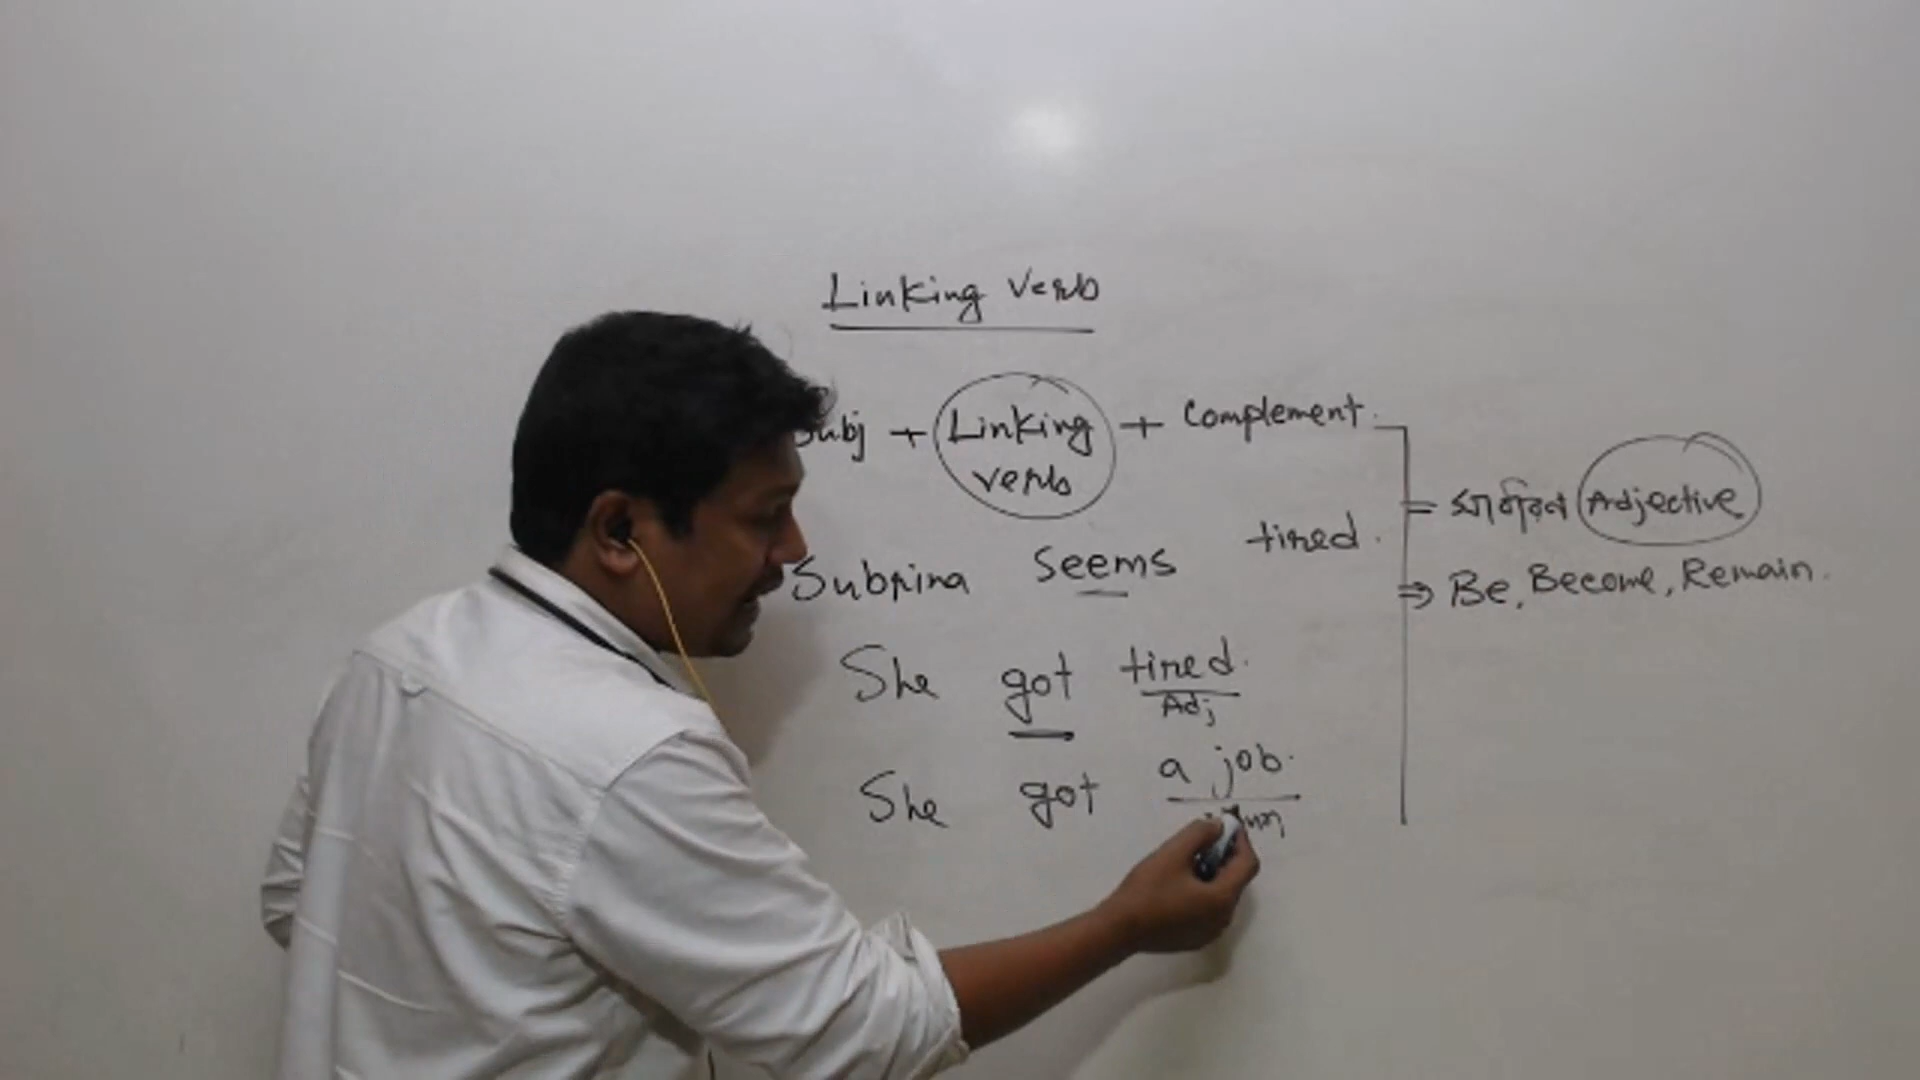 Linking Verb
Subj + Linking verb + Complement.
= সাধারণত Adjective
⇒ Be, Become, Remain.
Subrina seems tired.
She got tired.
Adj
She got a job.